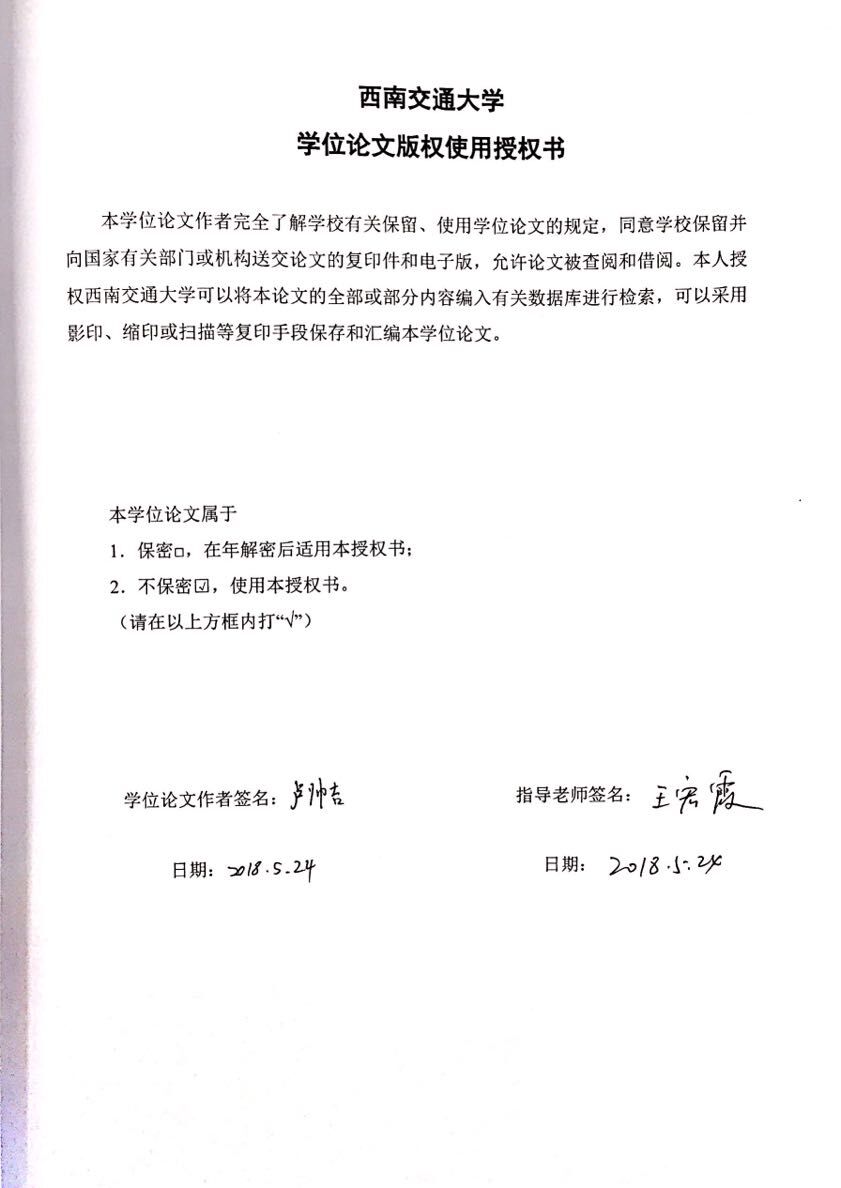 西南交通大学
学位论文版权使用授权书
本学位论文作者完全了解学校有关保留、使用学位论文的规定，同意学校保留并
向国家有关部门或机构送交论文的复印件和电子版，允许论文被查阅和借阅。本人授
权西南交通大学可以将本论文的全部或部分内容编入有关数据库进行检索，可以采用
影印、缩印或扫描等复印手段保存和汇编本学位论文。
本学位论文属于
1．保密□，在年解密后适用本授权书；
2．不保密☑，使用本授权书。
（请在以上方框内打“√”）
学位论文作者签名：卢帅吉 指导老师签名：王宏霞
日期：2018.5.24 日期：2018.5.24